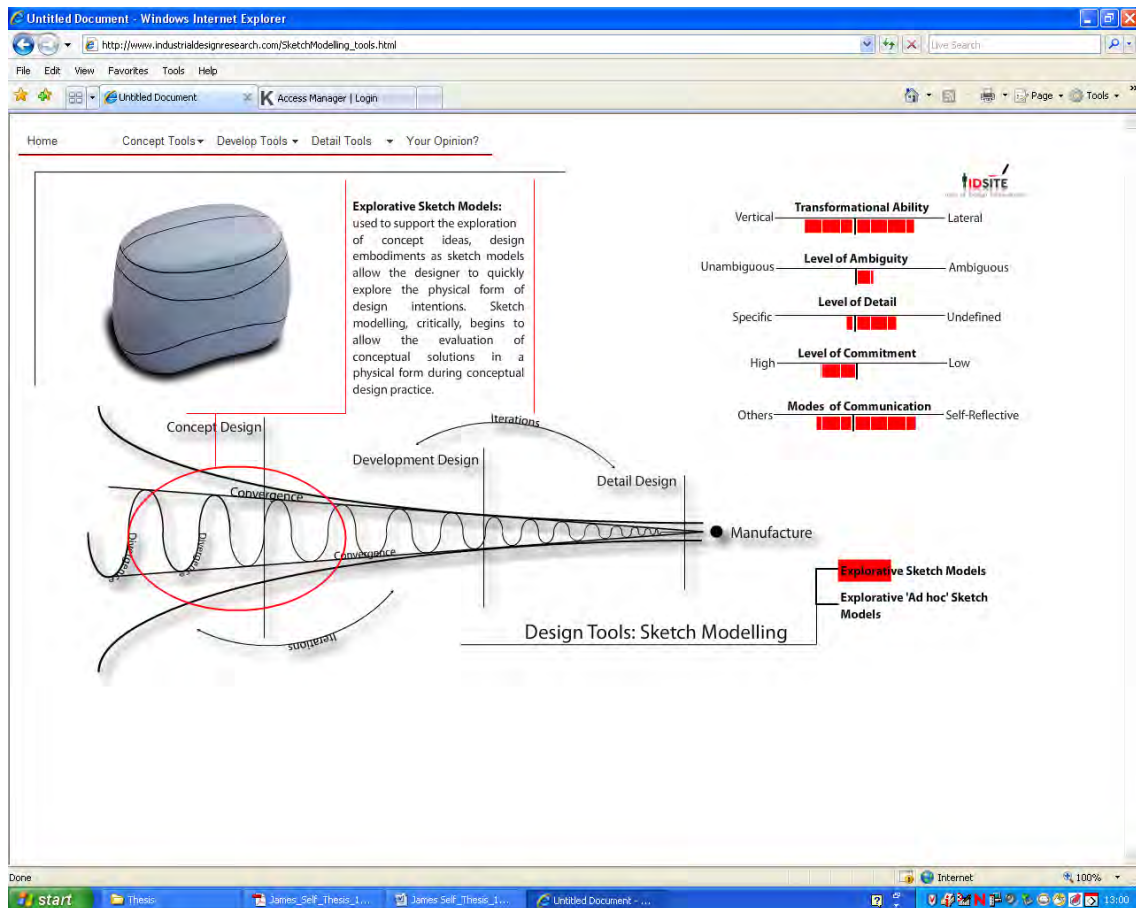 Untitled Document - Windows Internet Explorer
http://www.industrialdesignresearch.com/SketchModelling_tools.html
Live Search
File Edit View Favorites Tools Help
Untitled Document
K Access Manager | Login
Page
Tools
Home Concept Tools Develop Tools Detail Tools Your Opinion?
Explorative Sketch Models:
used to support the exploration
of concept ideas, design
embodiments as sketch models
allow the designer to quickly
explore the physical form of
design intentions. Sketch
modelling, critically, begins to
allow the evaluation of
conceptual solutions in a
physical form during conceptual
design practice.
IDSITE
Transformational Ability
Vertical Lateral
Level of Ambiguity
Unambiguous Ambiguous
Level of Detail
Specific Undefined
Level of Commitment
High Low
Modes of Communication
Others Self-Reflective
Iterations
Concept Design
Development Design
Detail Design
Convergence
Divergence
Divergence
Convergence
Manufacture
Iterations
Explorative Sketch Models
Explorative 'Ad hoc' Sketch
Models
Design Tools: Sketch Modelling
Done
Internet
100%
start
Thesis
James_Self_Thesis_1...
James Self_Thesis_1...
Untitled Document - ...
13:00